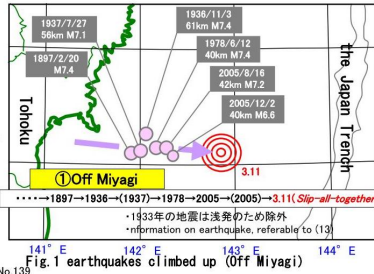 1936/11/3
61km M7.4
1937/7/27
56km M7.1
1978/6/12
40km M7.4
1897/2/20
M7.4
2005/8/16
42km M7.2
2005/12/2
40km M6.6
Tohoku
the Japan Trench
3.11
①Off Miyagi
‥‥→1897→1936→(1937)→1978→2005→(2005)→3.11(Slip-all-together
・1933年の地震は浅発のため除外
・nformation on earthquake, referable to (13)
141°E
142°E
143°E
144°E
Fig.1 earthquakes climbed up (Off Miyagi)
No.139